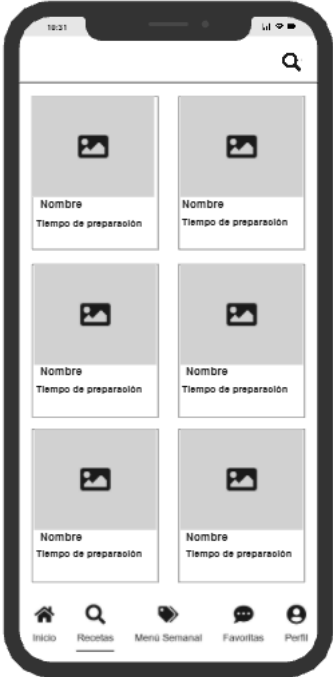 10:31
Nombre
Tiempo de preparación
Nombre
Tiempo de preparación
Nombre
Tiempo de preparación
Nombre
Tiempo de preparación
Nombre
Tiempo de preparación
Nombre
Tiempo de preparación
Inicio
Recetas
Menú Semanal
Favoritas
Perfil